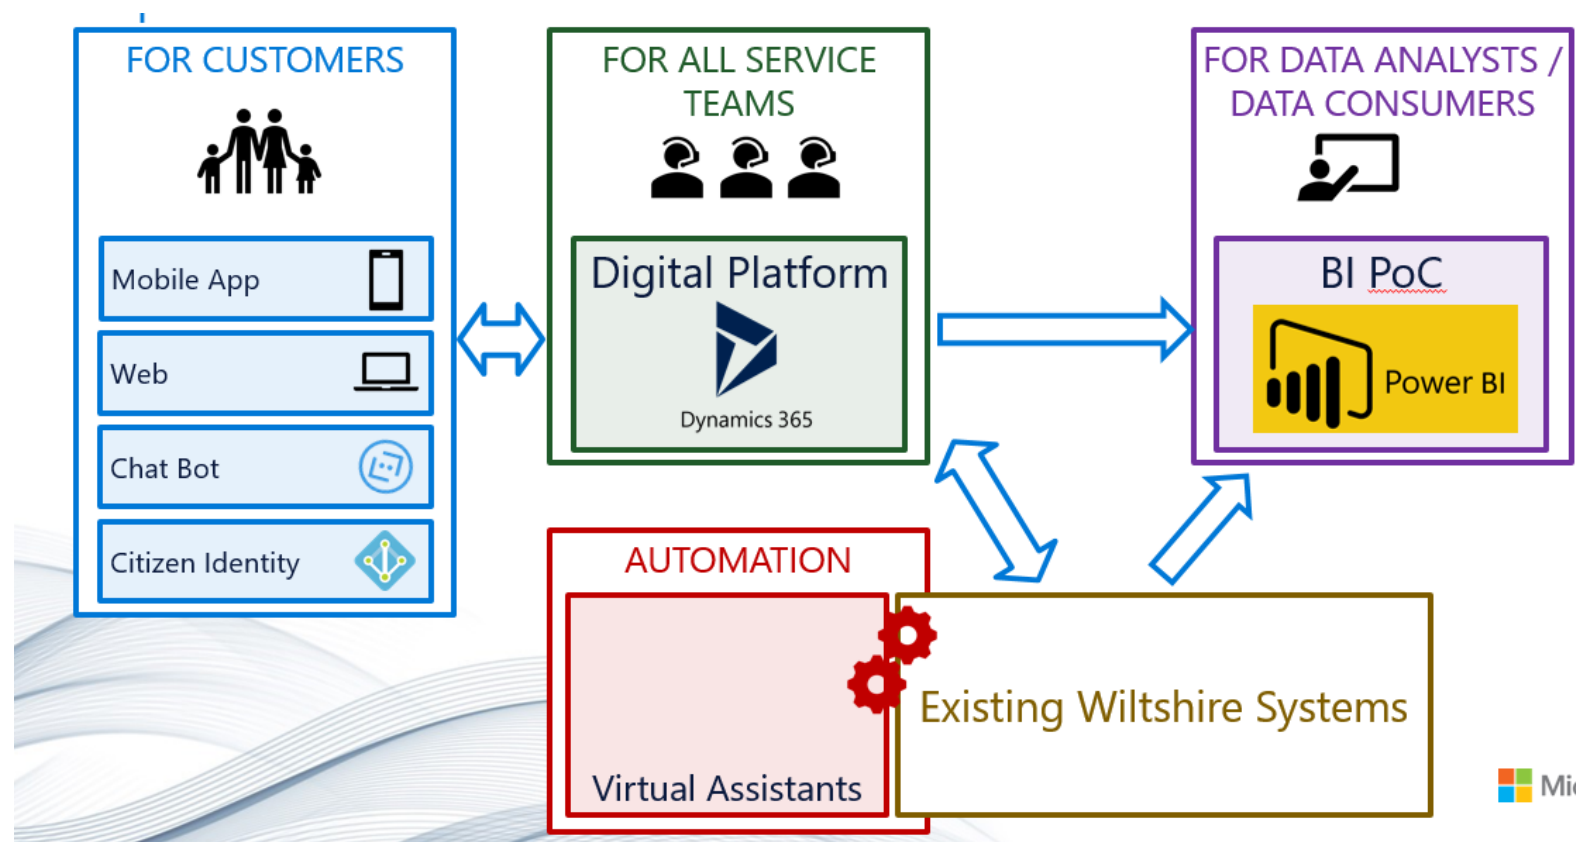 FOR CUSTOMERS
Mobile App
Web
Chat Bot
Citizen Identity
FOR ALL SERVICE
TEAMS
Digital Platform
Dynamics 365
FOR DATA ANALYSTS /
DATA CONSUMERS
BI PoC
Power BI
AUTOMATION
Virtual Assistants
Existing Wiltshire Systems